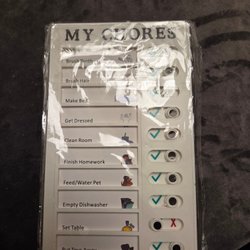 MY CHORES
Brush Hair
Make Bed
Get Dressed
Clean Room
Finish Homework
Feed/Water Pet
Empty Dishwasher
Set Table
X